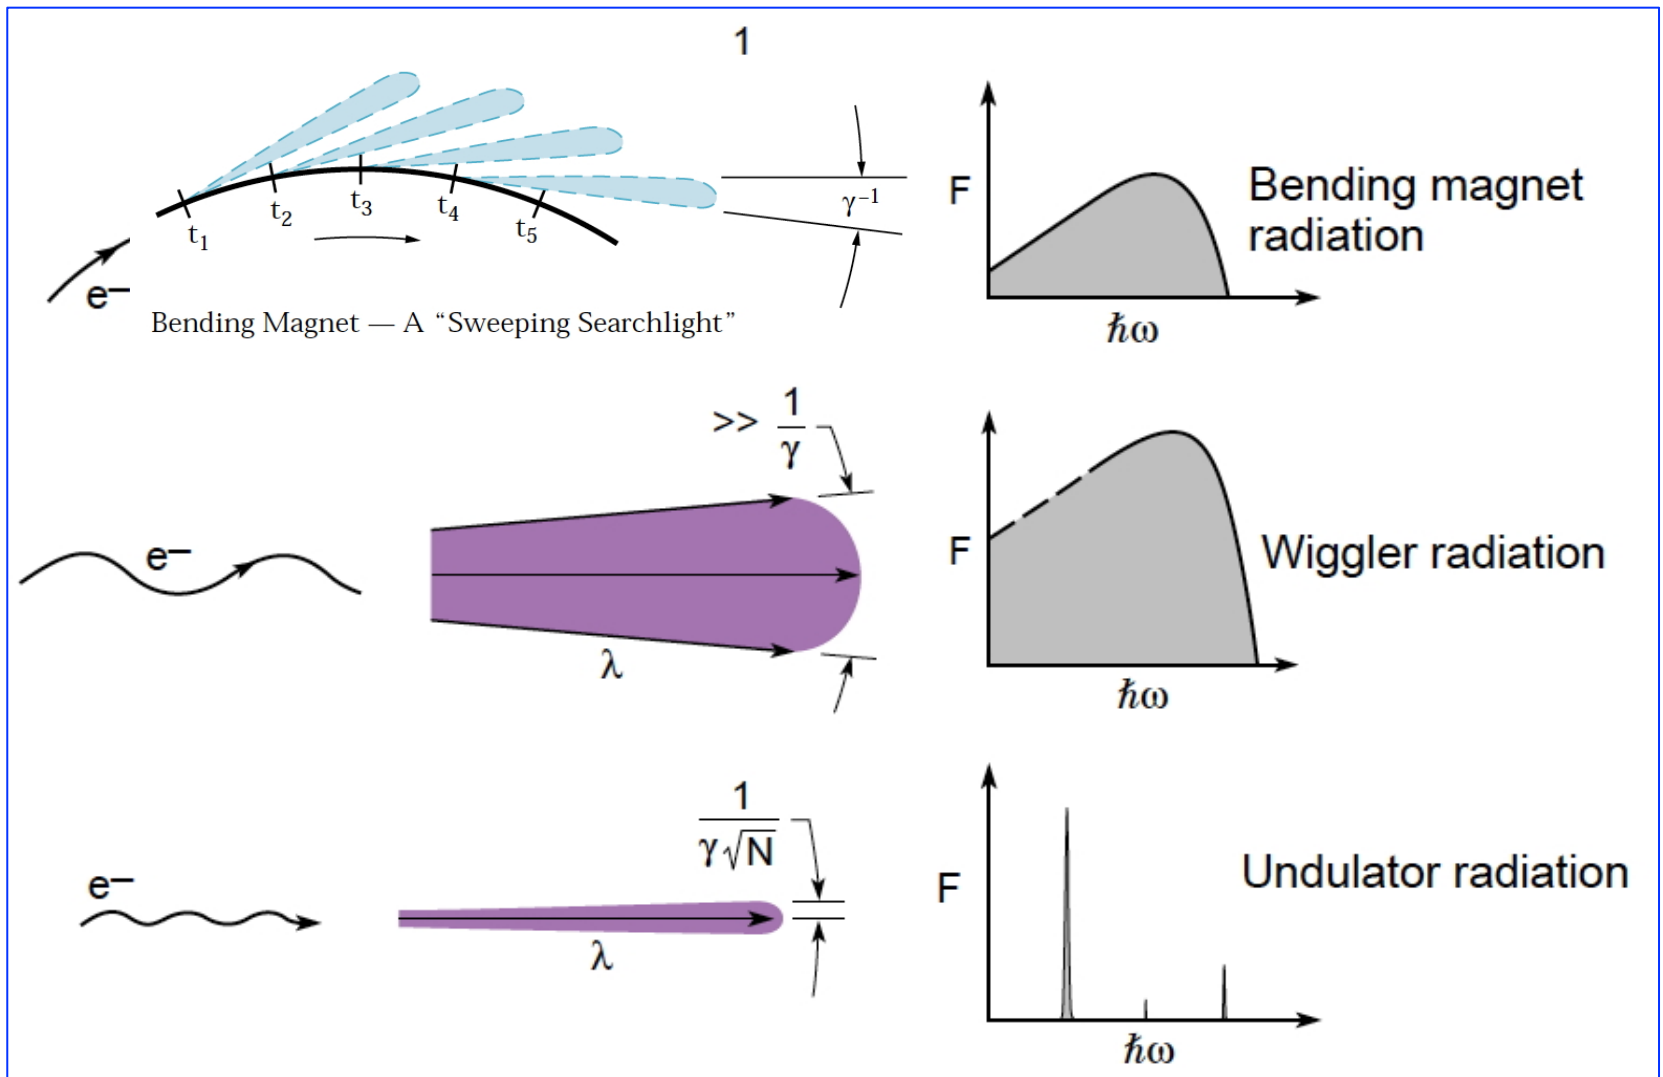 1
γ⁻¹
t₁
t₂
t₃
t₄
t₅
e−
Bending Magnet — A “Sweeping Searchlight”
F
ħω
Bending magnet
radiation
>> 1/γ
e−
λ
F
ħω
Wiggler radiation
1/γ√N
e−
λ
F
ħω
Undulator radiation